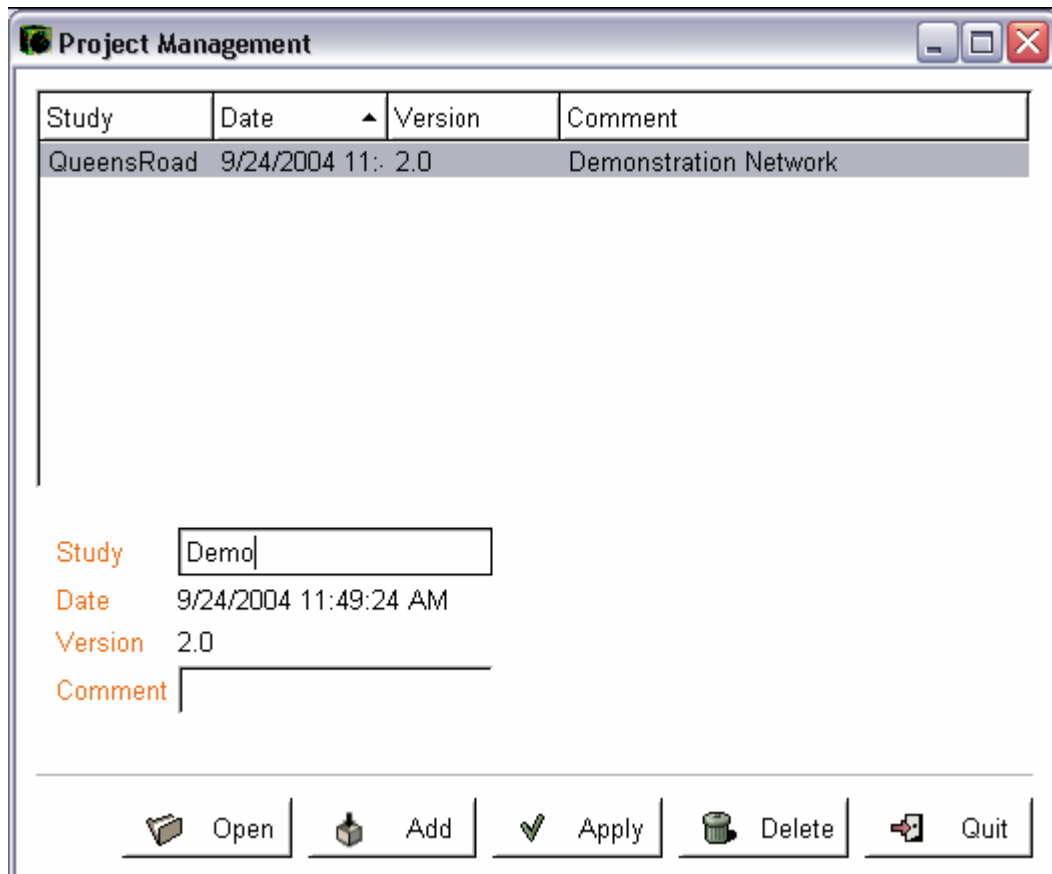 Project Management
Study Date Version Comment
QueensRoad 9/24/2004 11:4 2.0 Demonstration Network
Study Demo
Date 9/24/2004 11:49:24 AM
Version 2.0
Comment
Open Add Apply Delete Quit